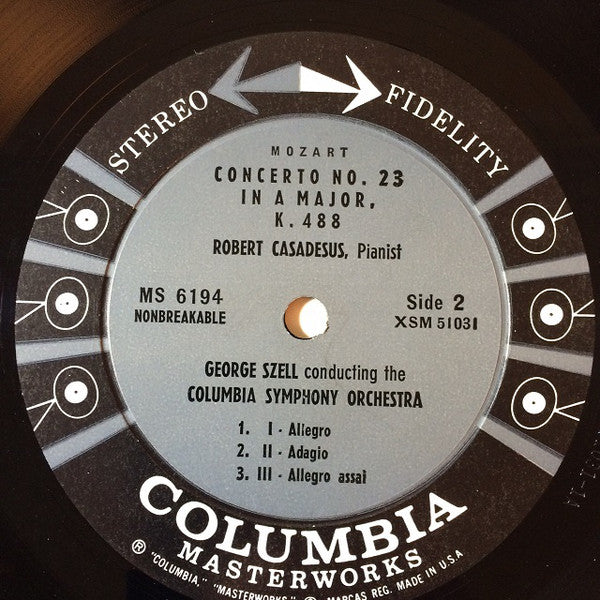 STEREO FIDELITY
MOZART
CONCERTO NO. 23
IN A MAJOR,
K. 488
ROBERT CASADESUS, Pianist
MS 6194
NONBREAKABLE
Side 2
XSM 51031
GEORGE SZELL conducting the
COLUMBIA SYMPHONY ORCHESTRA
1. I - Allegro
2. II - Adagio
3. III - Allegro assai
COLUMBIA
MASTERWORKS
® "COLUMBIA," "MASTERWORKS," MARCAS REG. MADE IN U.S.A.